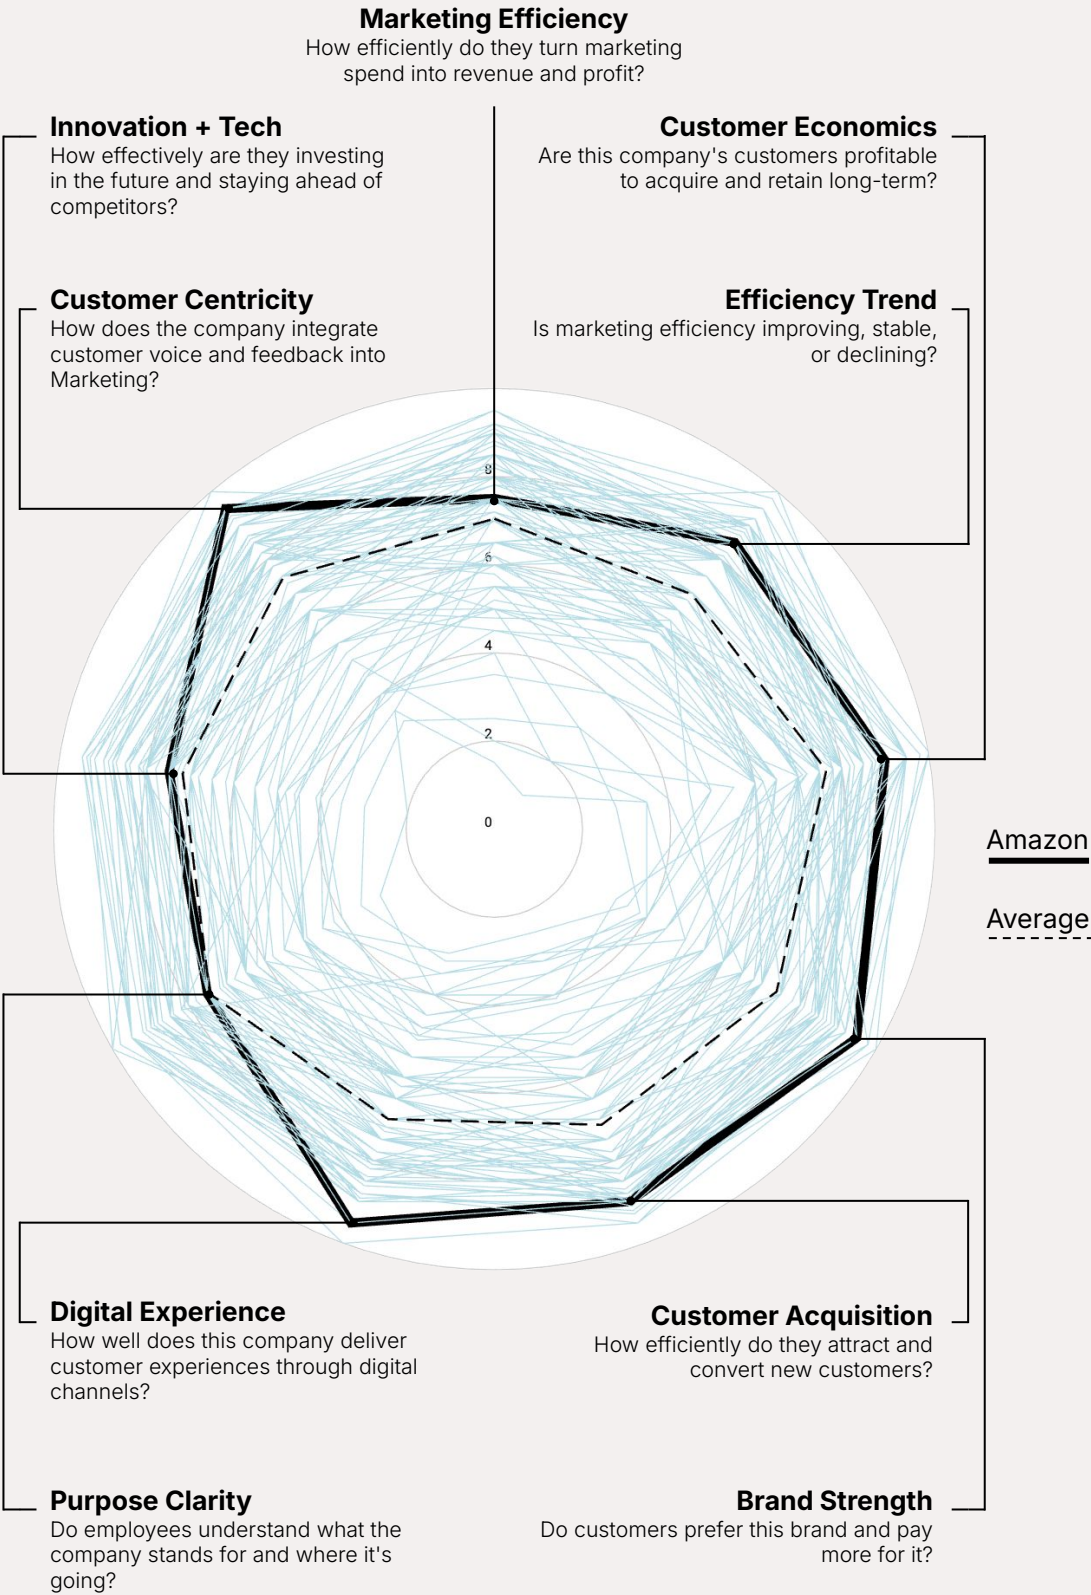 Marketing Efficiency
How efficiently do they turn marketing
spend into revenue and profit?
Innovation + Tech
How effectively are they investing
in the future and staying ahead of
competitors?
Customer Economics
Are this company's customers profitable
to acquire and retain long-term?
Customer Centricity
How does the company integrate
customer voice and feedback into
Marketing?
Efficiency Trend
Is marketing efficiency improving, stable,
or declining?
8
6
4
2
0
Amazon
Average
Digital Experience
How well does this company deliver
customer experiences through digital
channels?
Customer Acquisition
How efficiently do they attract and
convert new customers?
Purpose Clarity
Do employees understand what the
company stands for and where it's
going?
Brand Strength
Do customers prefer this brand and pay
more for it?